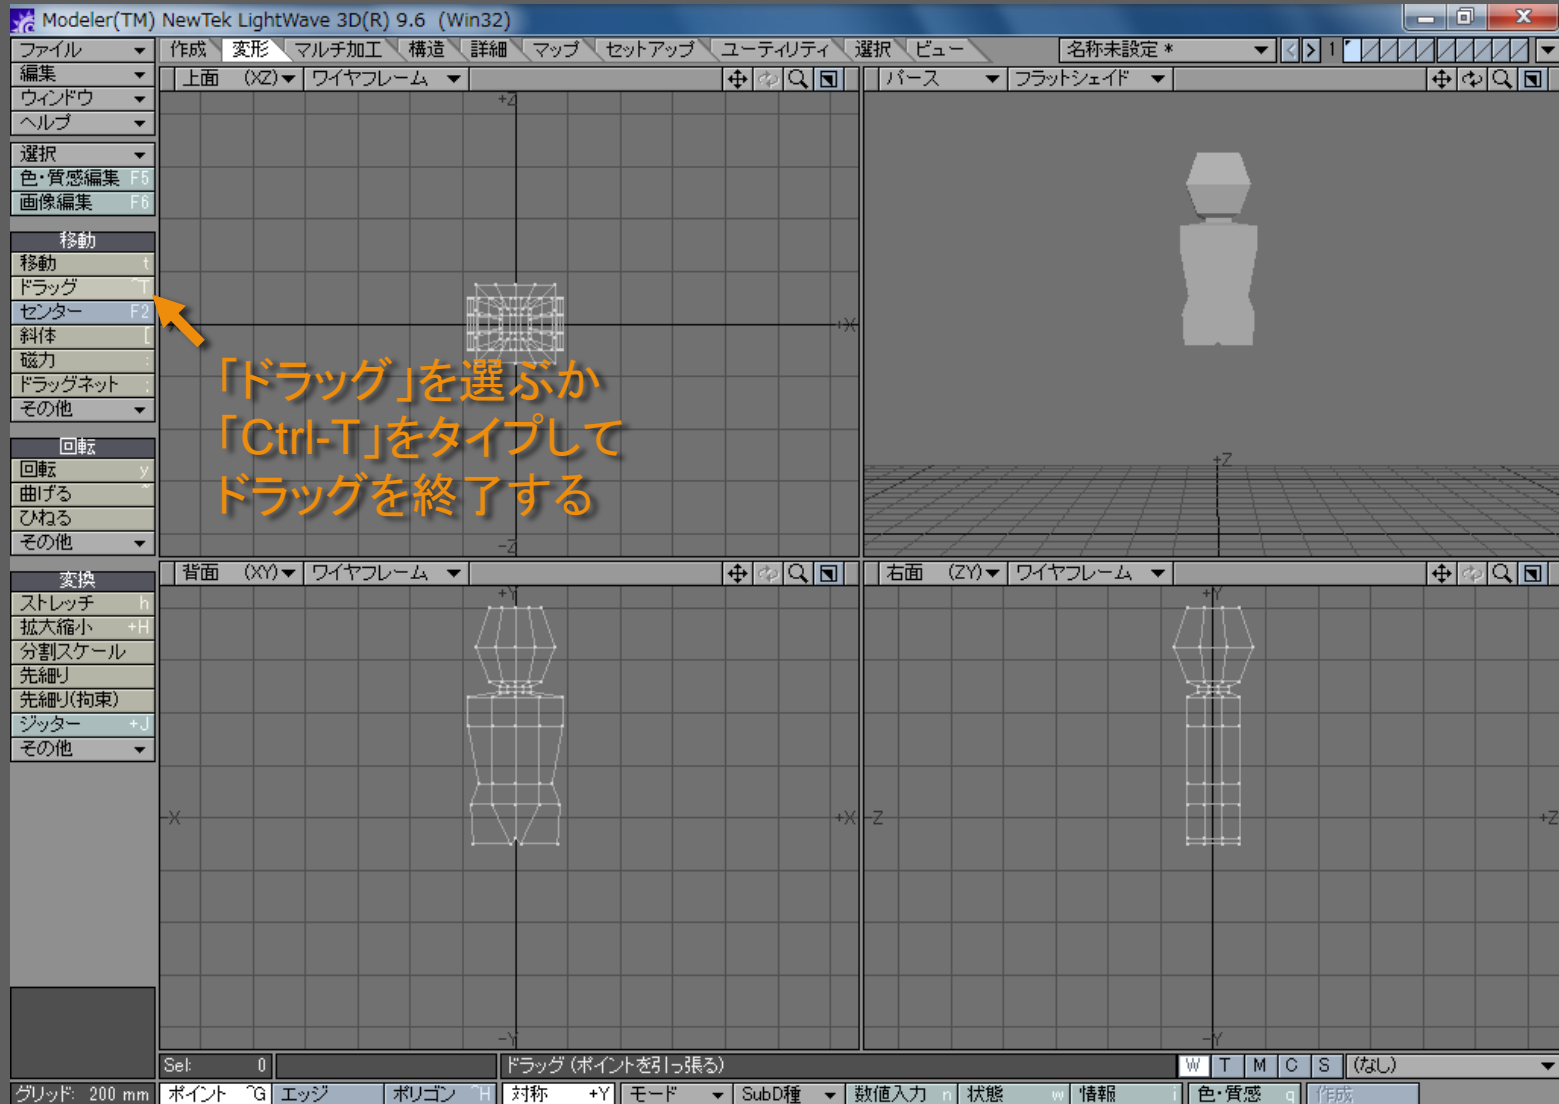 Modeler(TM) NewTek LightWave 3D(R) 9.6 (Win32)
ファイル
作成 変形 マルチ加工 構造 詳細 マップ セットアップ ユーティリティ 選択 ビュー
名称未設定 *
1
編集
ウィンドウ
ヘルプ
選択
色・質感編集 F5
画像編集 F6
移動
移動 t
ドラッグ ^T
センター F2
斜体 [
磁力 :
ドラッグネット ;
その他
回転
回転 y
曲げる ~
ひねる
その他
変換
ストレッチ h
拡大縮小 +H
分割スケール
先細り
先細り(拘束)
ジッター +J
その他
上面 (XZ) ワイヤフレーム
+Z
+X
-Z
「ドラッグ」を選ぶか
「Ctrl-T」をタイプして
ドラッグを終了する
パース フラットシェイド
+Z
背面 (XY) ワイヤフレーム
+Y
-X
+X
-Y
右面 (ZY) ワイヤフレーム
+Y
-Z
+Z
-Y
Sel: 0
ドラッグ (ポイントを引っ張る)
W T M C S (なし)
グリッド: 200 mm
ポイント ^G エッジ ポリゴン ^H 対称 +Y モード SubD種 数値入力 n 状態 w 情報 i 色・質感 q 作成